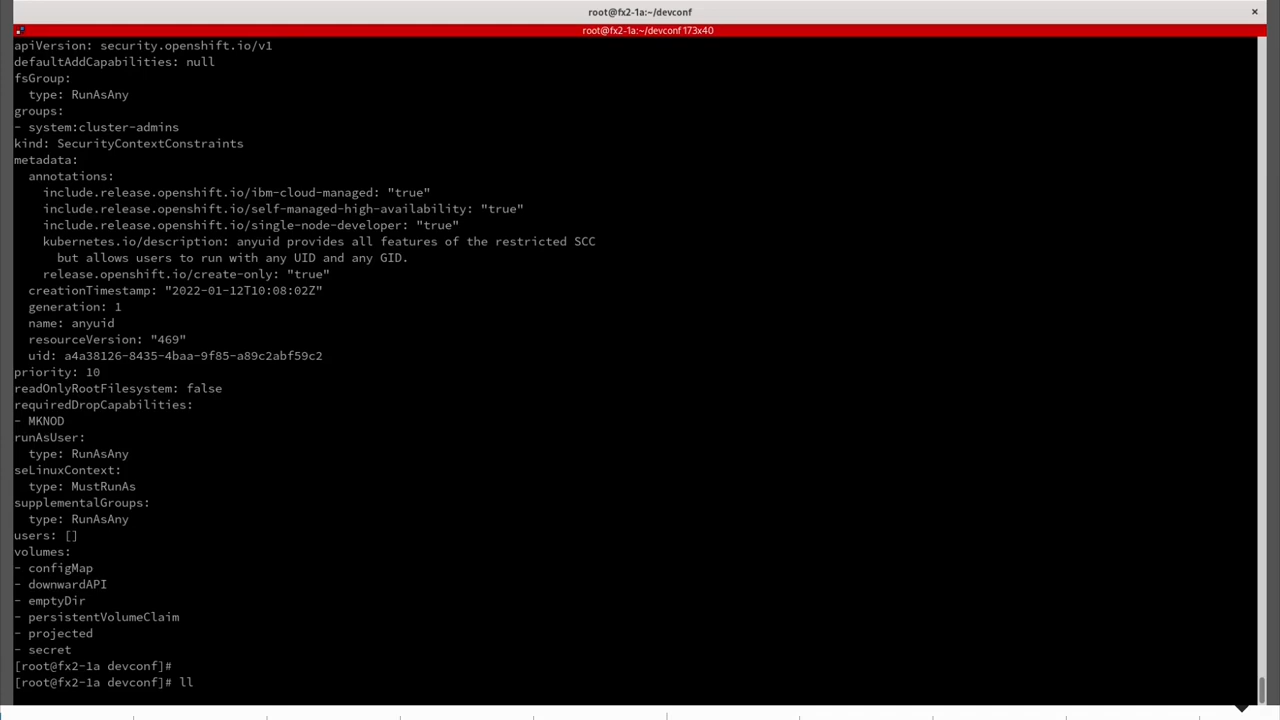 root@fx2-1a:~/devconf
root@fx2-1a:~/devconf 173x40
apiVersion: security.openshift.io/v1
defaultAddCapabilities: null
fsGroup:
  type: RunAsAny
groups:
- system:cluster-admins
kind: SecurityContextConstraints
metadata:
  annotations:
    include.release.openshift.io/ibm-cloud-managed: "true"
    include.release.openshift.io/self-managed-high-availability: "true"
    include.release.openshift.io/single-node-developer: "true"
    kubernetes.io/description: anyuid provides all features of the restricted SCC
      but allows users to run with any UID and any GID.
    release.openshift.io/create-only: "true"
  creationTimestamp: "2022-01-12T10:08:02Z"
  generation: 1
  name: anyuid
  resourceVersion: "469"
  uid: a4a38126-8435-4baa-9f85-a89c2abf59c2
priority: 10
readOnlyRootFilesystem: false
requiredDropCapabilities:
- MKNOD
runAsUser:
  type: RunAsAny
seLinuxContext:
  type: MustRunAs
supplementalGroups:
  type: RunAsAny
users: []
volumes:
- configMap
- downwardAPI
- emptyDir
- persistentVolumeClaim
- projected
- secret
[root@fx2-1a devconf]#
[root@fx2-1a devconf]# ll